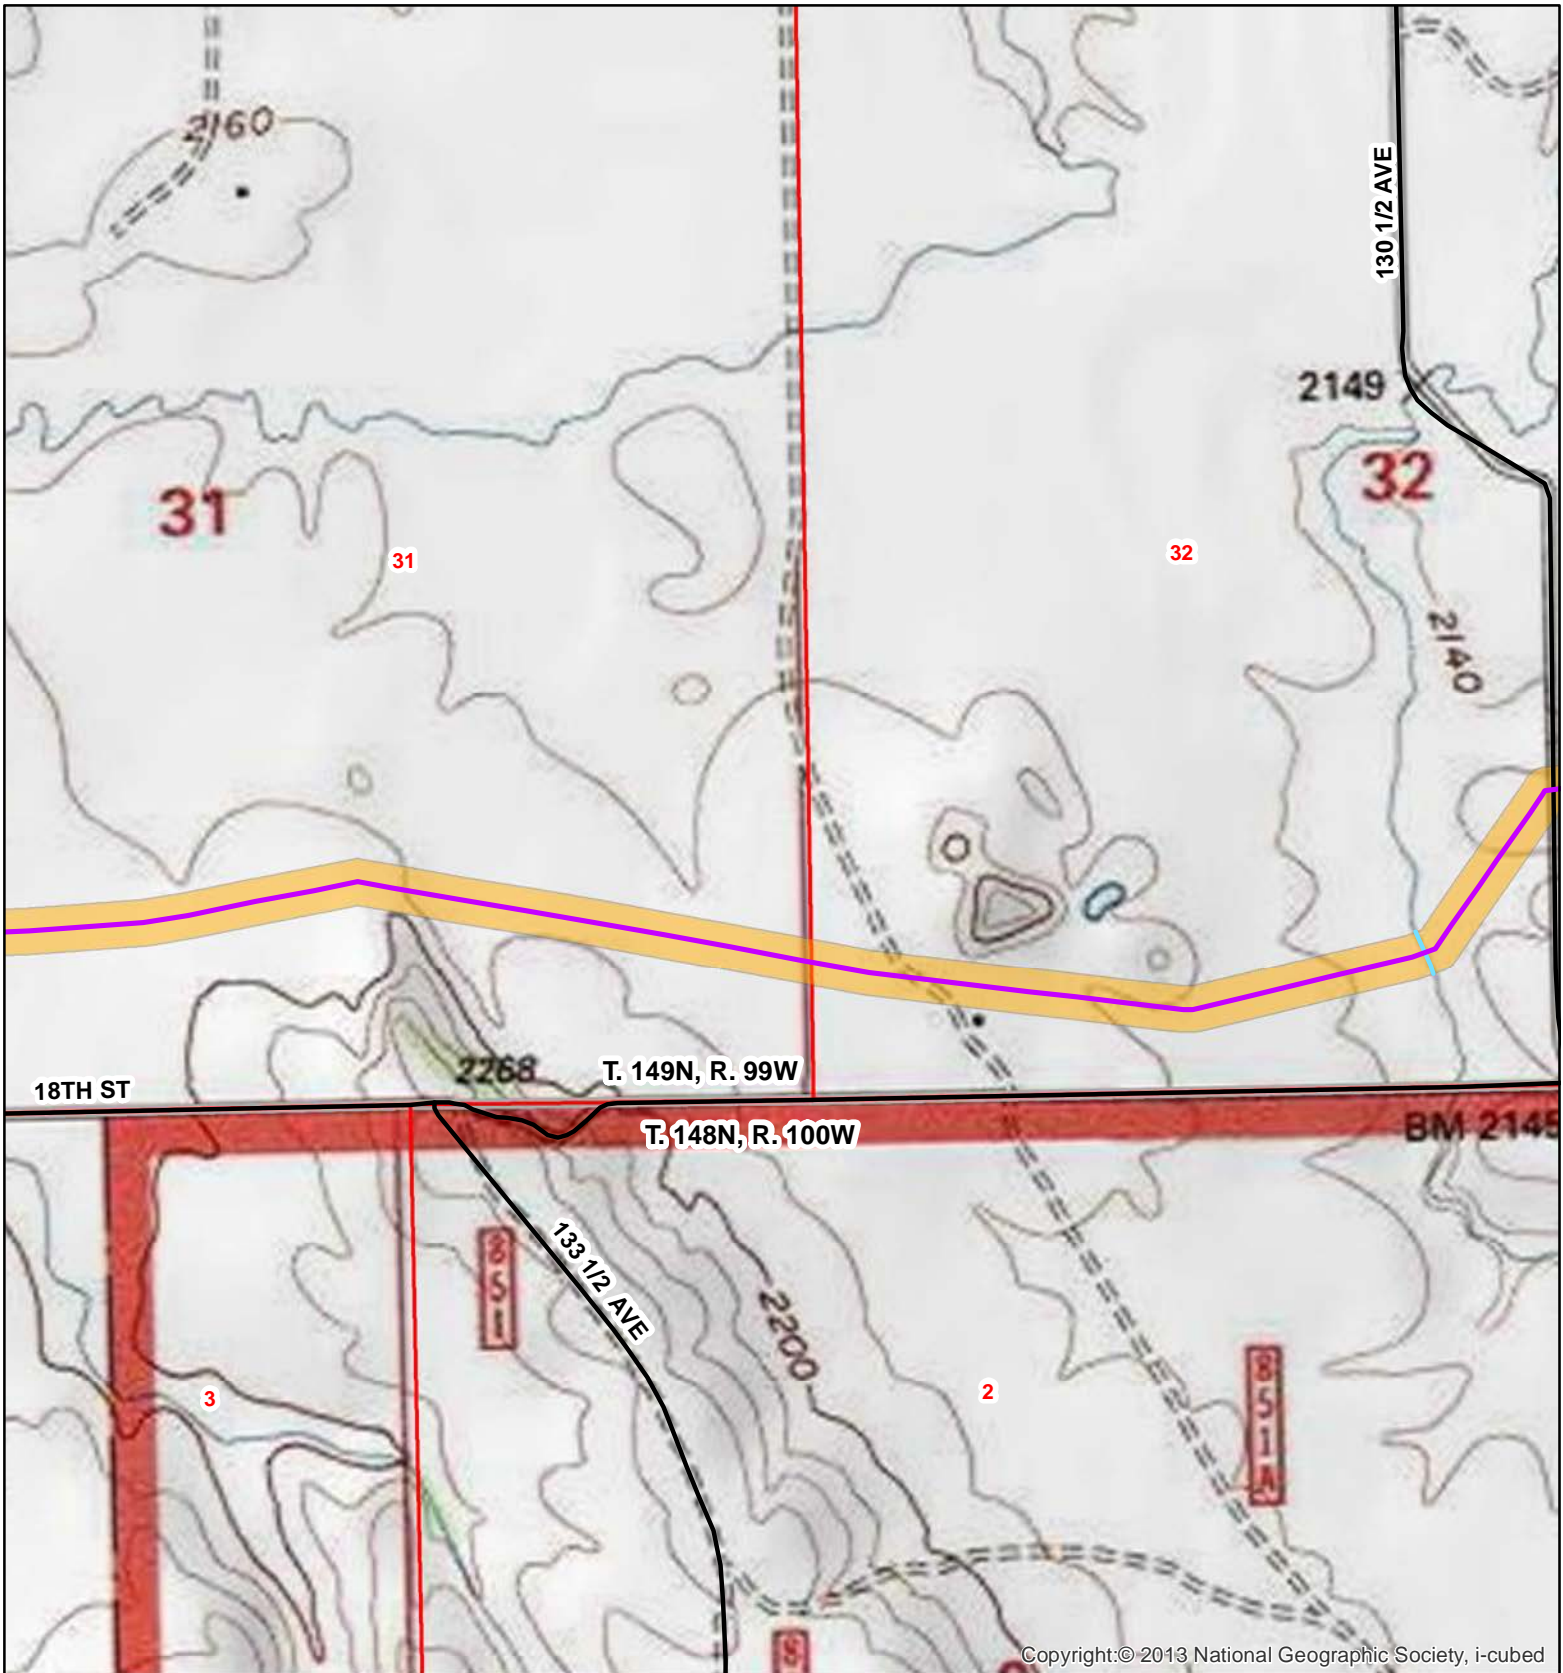 2160
130 1/2 AVE
2149
32
31
32
31
2140
2268
T. 149N, R. 99W
18TH ST
T. 148N, R. 100W
BM 2145
851
133 1/2 AVE
2200
851A
3
2
Copyright:© 2013 National Geographic Society, i-cubed